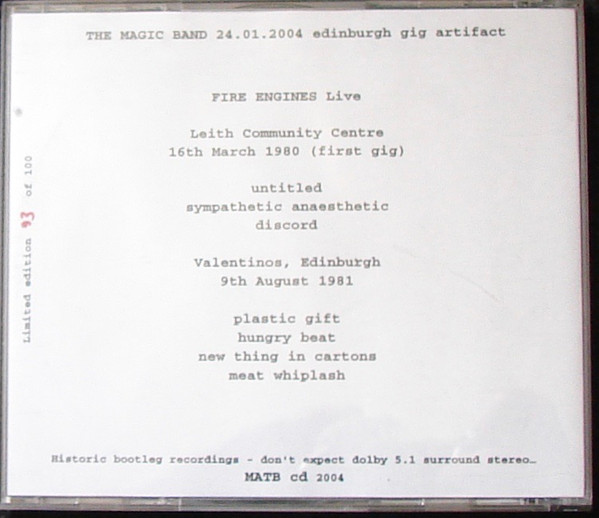 THE MAGIC BAND 24.01.2004 edinburgh gig artifact
FIRE ENGINES Live
Leith Community Centre
16th March 1980 (first gig)
untitled
sympathetic anaesthetic
discord
Valentinos, Edinburgh
9th August 1981
plastic gift
hungry beat
new thing in cartons
meat whiplash
Historic bootleg recordings - don't expect dolby 5.1 surround stereo…
MATB cd 2004
Limited edition 93 of 100